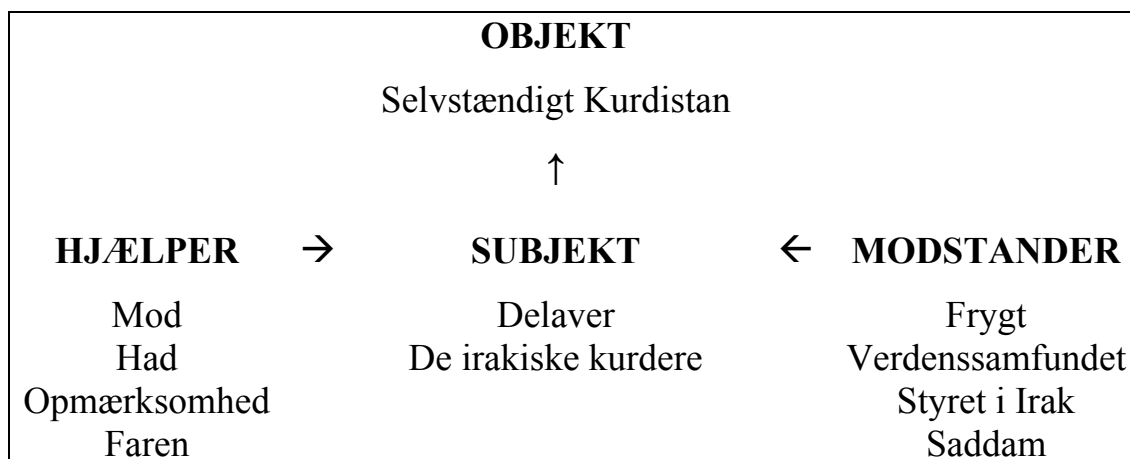 OBJEKT
Selvstændigt Kurdistan
↑
HJÆLPER → SUBJEKT ← MODSTANDER
Mod Delaver Frygt
Had De irakiske kurdere Verdenssamfundet
Opmærksomhed Styret i Irak
Faren Saddam